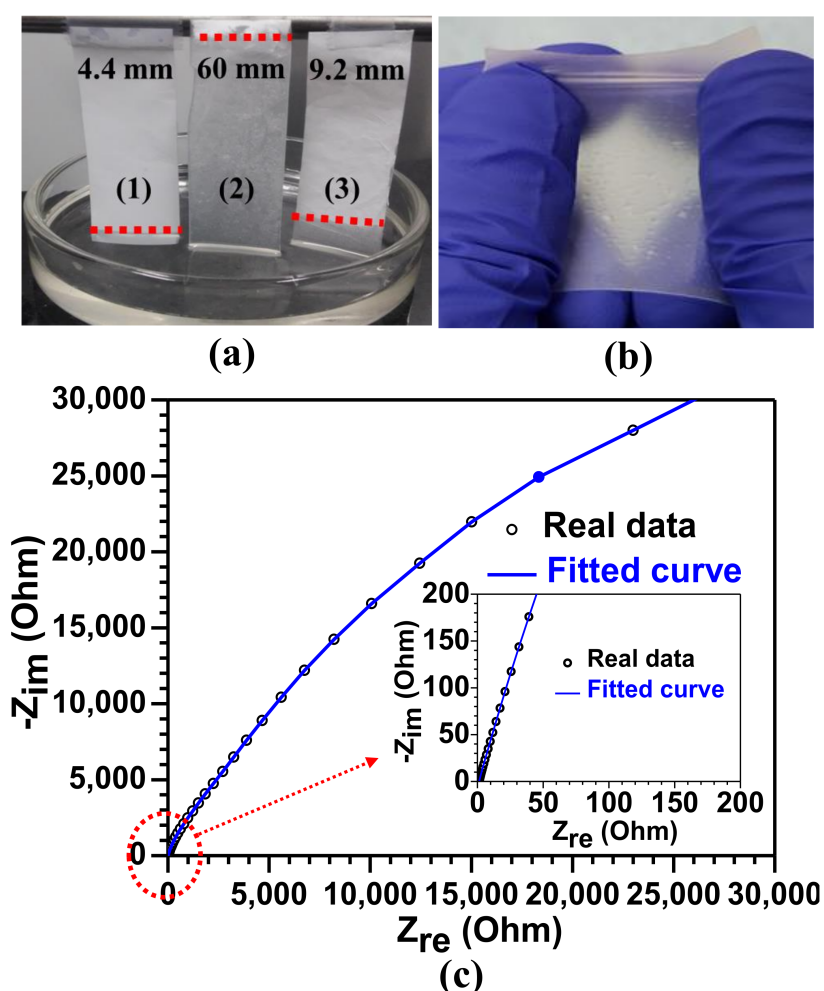 4.4 mm 60 mm 9.2 mm
(1) (2) (3)
(a)
(b)
30,000
25,000
20,000
15,000
10,000
5,000
0
-Zim (Ohm)
Real data
Fitted curve
200
150
100
50
0
-Zim (Ohm)
Real data
Fitted curve
0 50 100 150 200
Zre (Ohm)
0 5,000 10,000 15,000 20,000 25,000 30,000
Zre (Ohm)
(c)